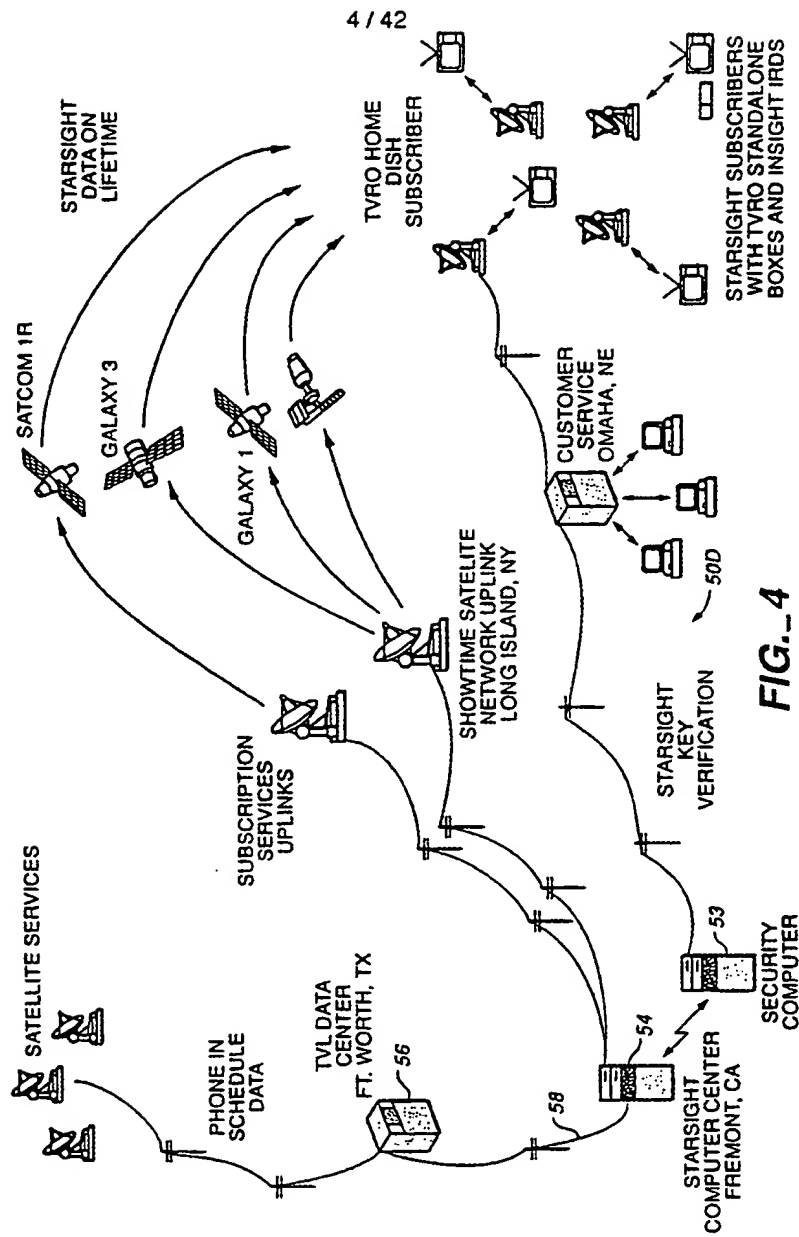 4 / 42
SATELLITE SERVICES
PHONE IN
SCHEDULE
DATA
TVL DATA
CENTER
FT. WORTH, TX
56
58
54
STARSIGHT
COMPUTER CENTER
FREMONT, CA
53
SECURITY
COMPUTER
SUBSCRIPTION
SERVICES
UPLINKS
SHOWTIME SATELITE
NETWORK UPLINK
LONG ISLAND, NY
SATCOM 1R
GALAXY 3
GALAXY 1
STARSIGHT
DATA ON
LIFETIME
TVRO HOME
DISH
SUBSCRIBER
CUSTOMER
SERVICE
OMAHA, NE
STARSIGHT
KEY
VERIFICATION
50D
STARSIGHT SUBSCRIBERS
WITH TVRO STANDALONE
BOXES AND INSIGHT IRDS
FIG._4